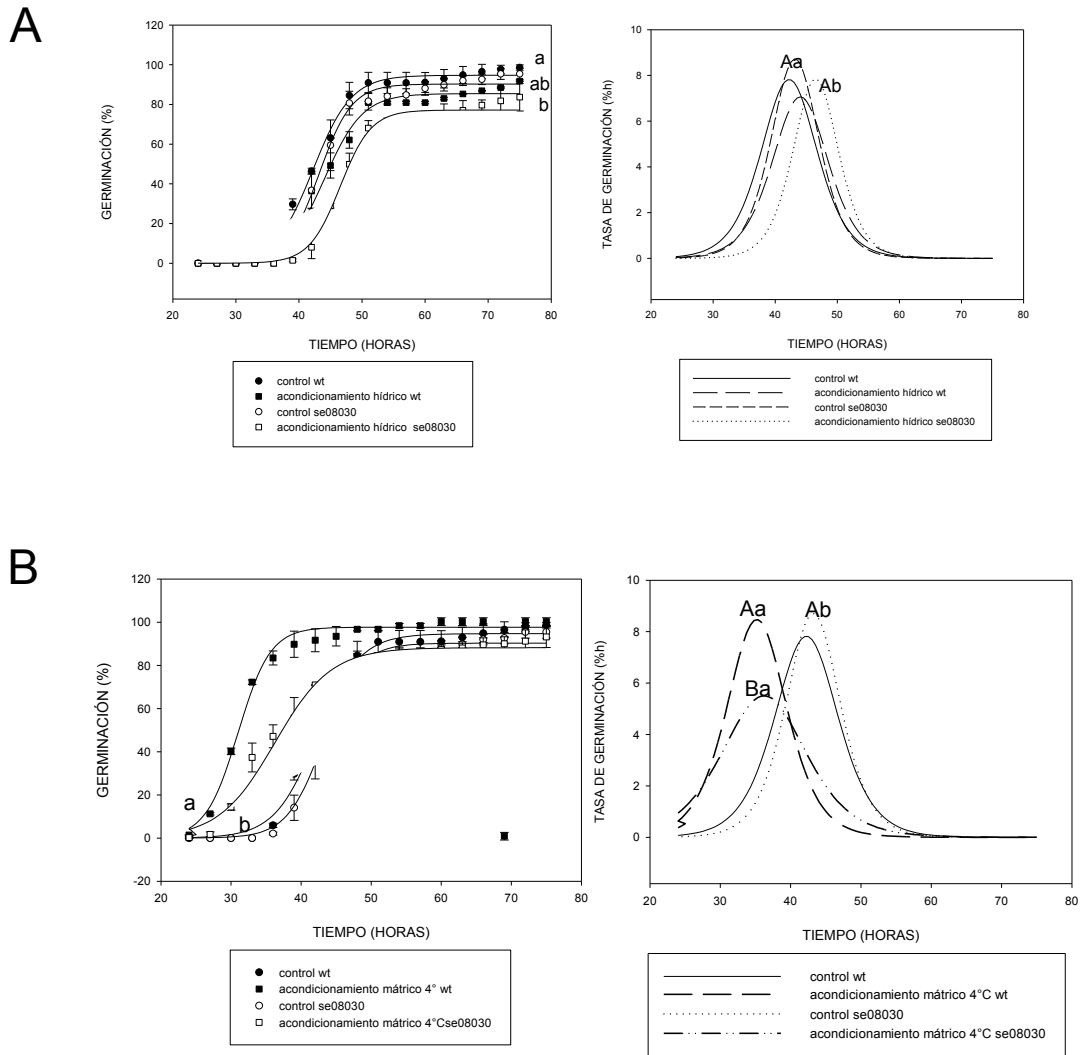 A
GERMINACIÓN (%)
120
100
80
60
40
20
0
20 30 40 50 60 70 80
TIEMPO (HORAS)
a
ab
b
control wt
acondicionamiento hídrico wt
control se08030
acondicionamiento hídrico se08030
TASA DE GERMINACIÓN (%h)
10
8
6
4
2
0
20 30 40 50 60 70 80
TIEMPO (HORAS)
Aa
Ab
control wt
acondicionamiento hídrico wt
control se08030
acondicionamiento hídrico se08030
B
GERMINACIÓN (%)
120
100
80
60
40
20
0
-20
20 30 40 50 60 70 80
TIEMPO (HORAS)
a
b
control wt
acondicionamiento mátrico 4° wt
control se08030
acondicionamiento mátrico 4°Cse08030
TASA DE GERMINACIÓN (%h)
10
8
6
4
2
0
20 30 40 50 60 70 80
TIEMPO (HORAS)
Aa
Ab
Ba
control wt
acondicionamiento mátrico 4°C wt
control se08030
acondicionamiento mátrico 4°C se08030